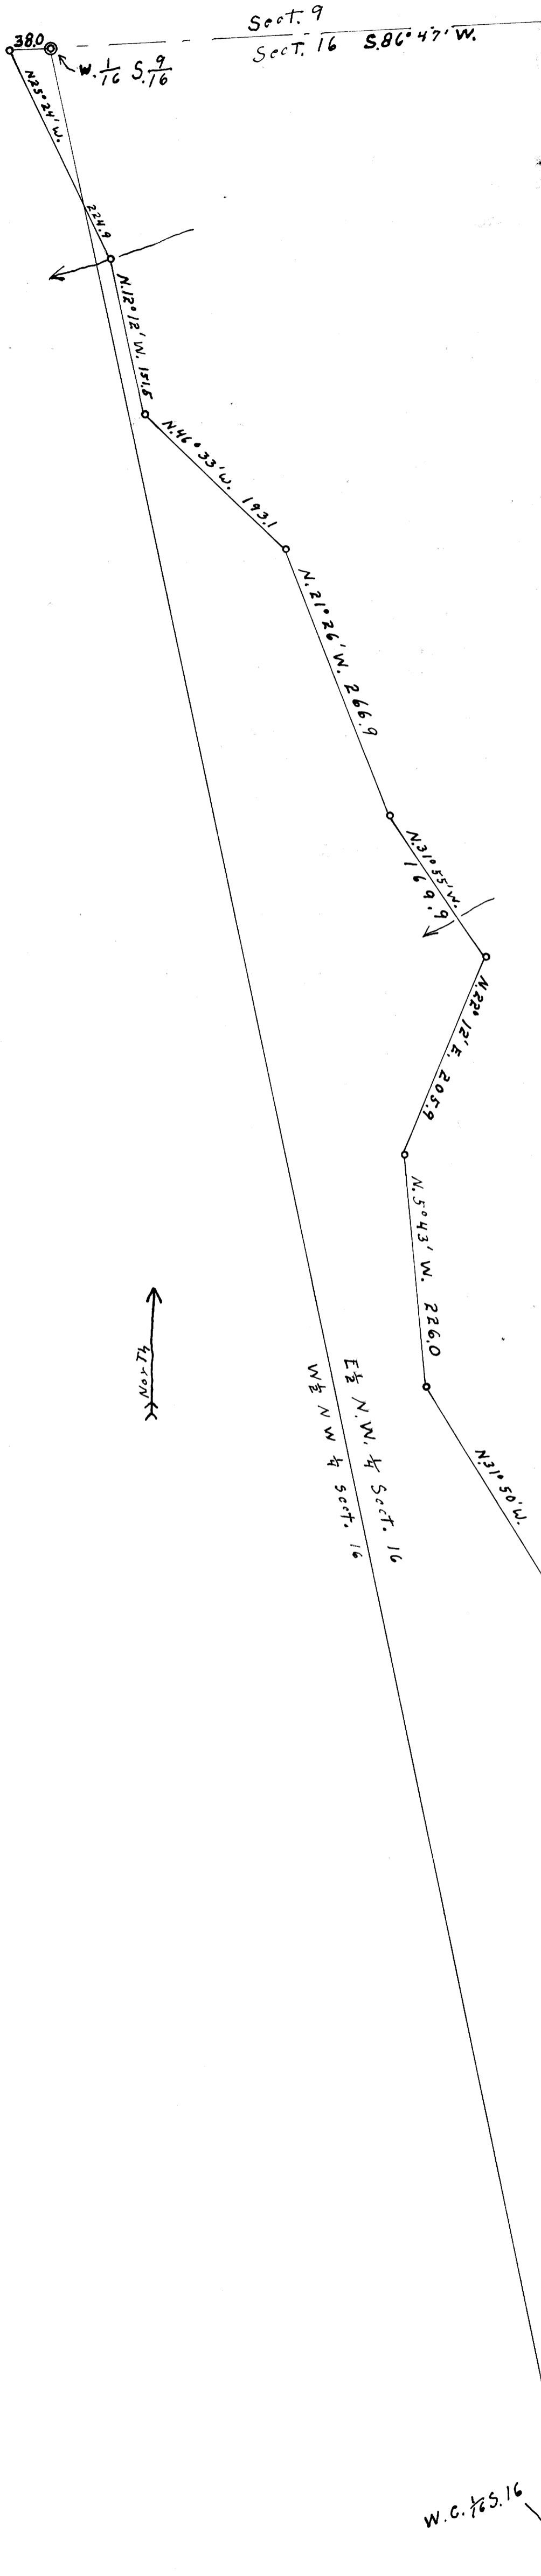 Sect. 9
38.0
Sect. 16 S.86°47'W.
W. 1/16 S. 9/16
N25°24'W.
224.9
N.12°12'W. 151.5
N.46°33'W. 193.1
N.21°26'W. 266.9
N.31°55'W.
169.9
N.22°12'E. 205.9
N.5°43'W. 226.0
North
E½ N.W. ¼ Sect. 16
W½ N W ¼ Sect. 16
N.31°50'W.
W.C. 1/16 S.16